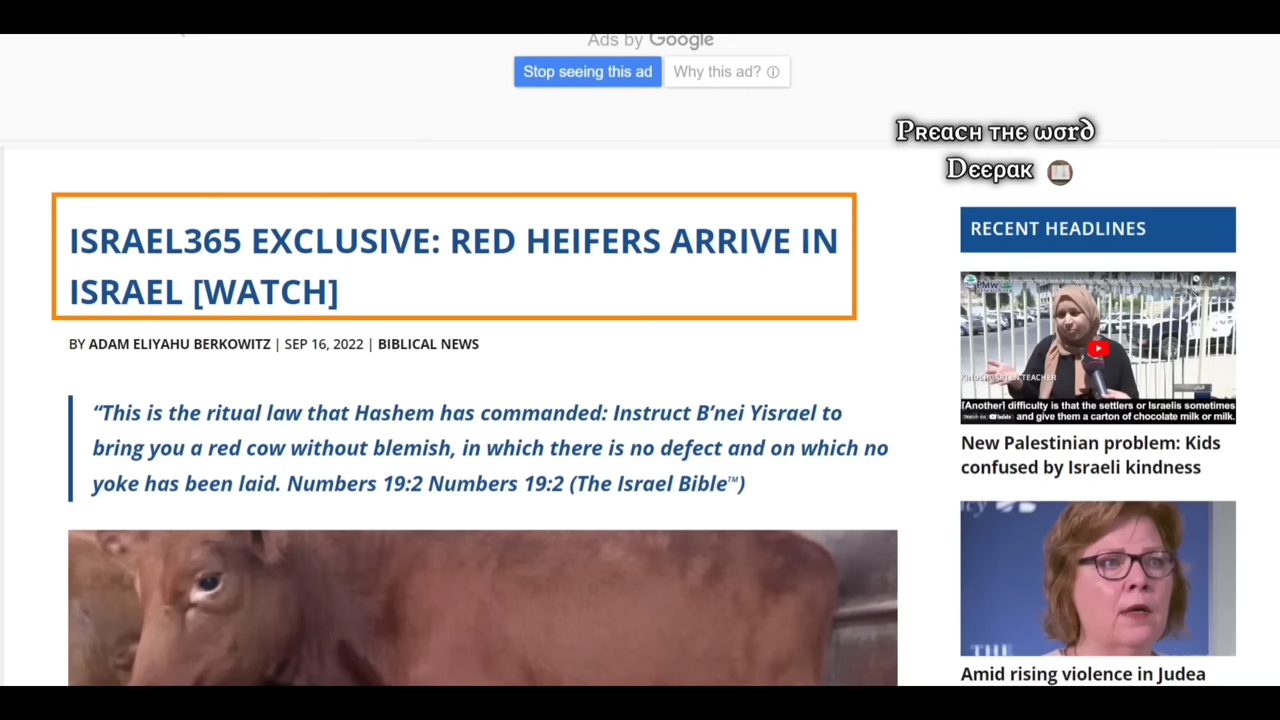 Ads by Google
Stop seeing this ad
Why this ad?
Preach the word
Deepak
ISRAEL365 EXCLUSIVE: RED HEIFERS ARRIVE IN
ISRAEL [WATCH]
BY ADAM ELIYAHU BERKOWITZ | SEP 16, 2022 | BIBLICAL NEWS
“This is the ritual law that Hashem has commanded: Instruct B’nei Yisrael to
bring you a red cow without blemish, in which there is no defect and on which no
yoke has been laid. Numbers 19:2 Numbers 19:2 (The Israel Bible™)
RECENT HEADLINES
PMW
KINDERGARTEN TEACHER
[Another] difficulty is that the settlers or Israelis sometimes
and give them a carton of chocolate milk or milk.
New Palestinian problem: Kids
confused by Israeli kindness
THE
Amid rising violence in Judea